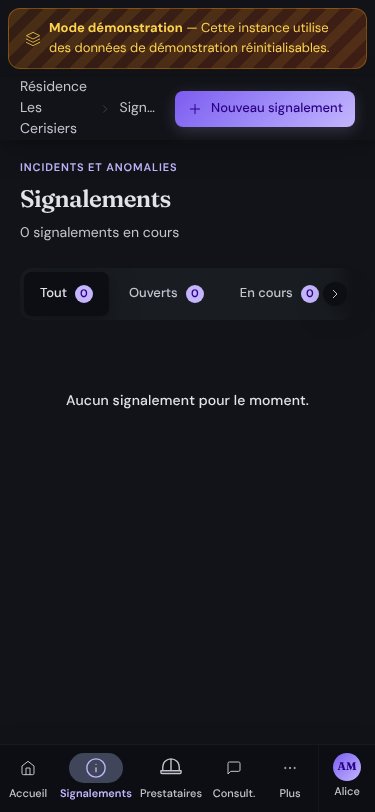 Mode démonstration — Cette instance utilise
des données de démonstration réinitialisables.
Résidence
Les
Cerisiers
Sign...
Nouveau signalement
INCIDENTS ET ANOMALIES
Signalements
0 signalements en cours
Tout 0 Ouverts 0 En cours 0
Aucun signalement pour le moment.
AM
Accueil Signalements Prestataires Consult. Plus Alice